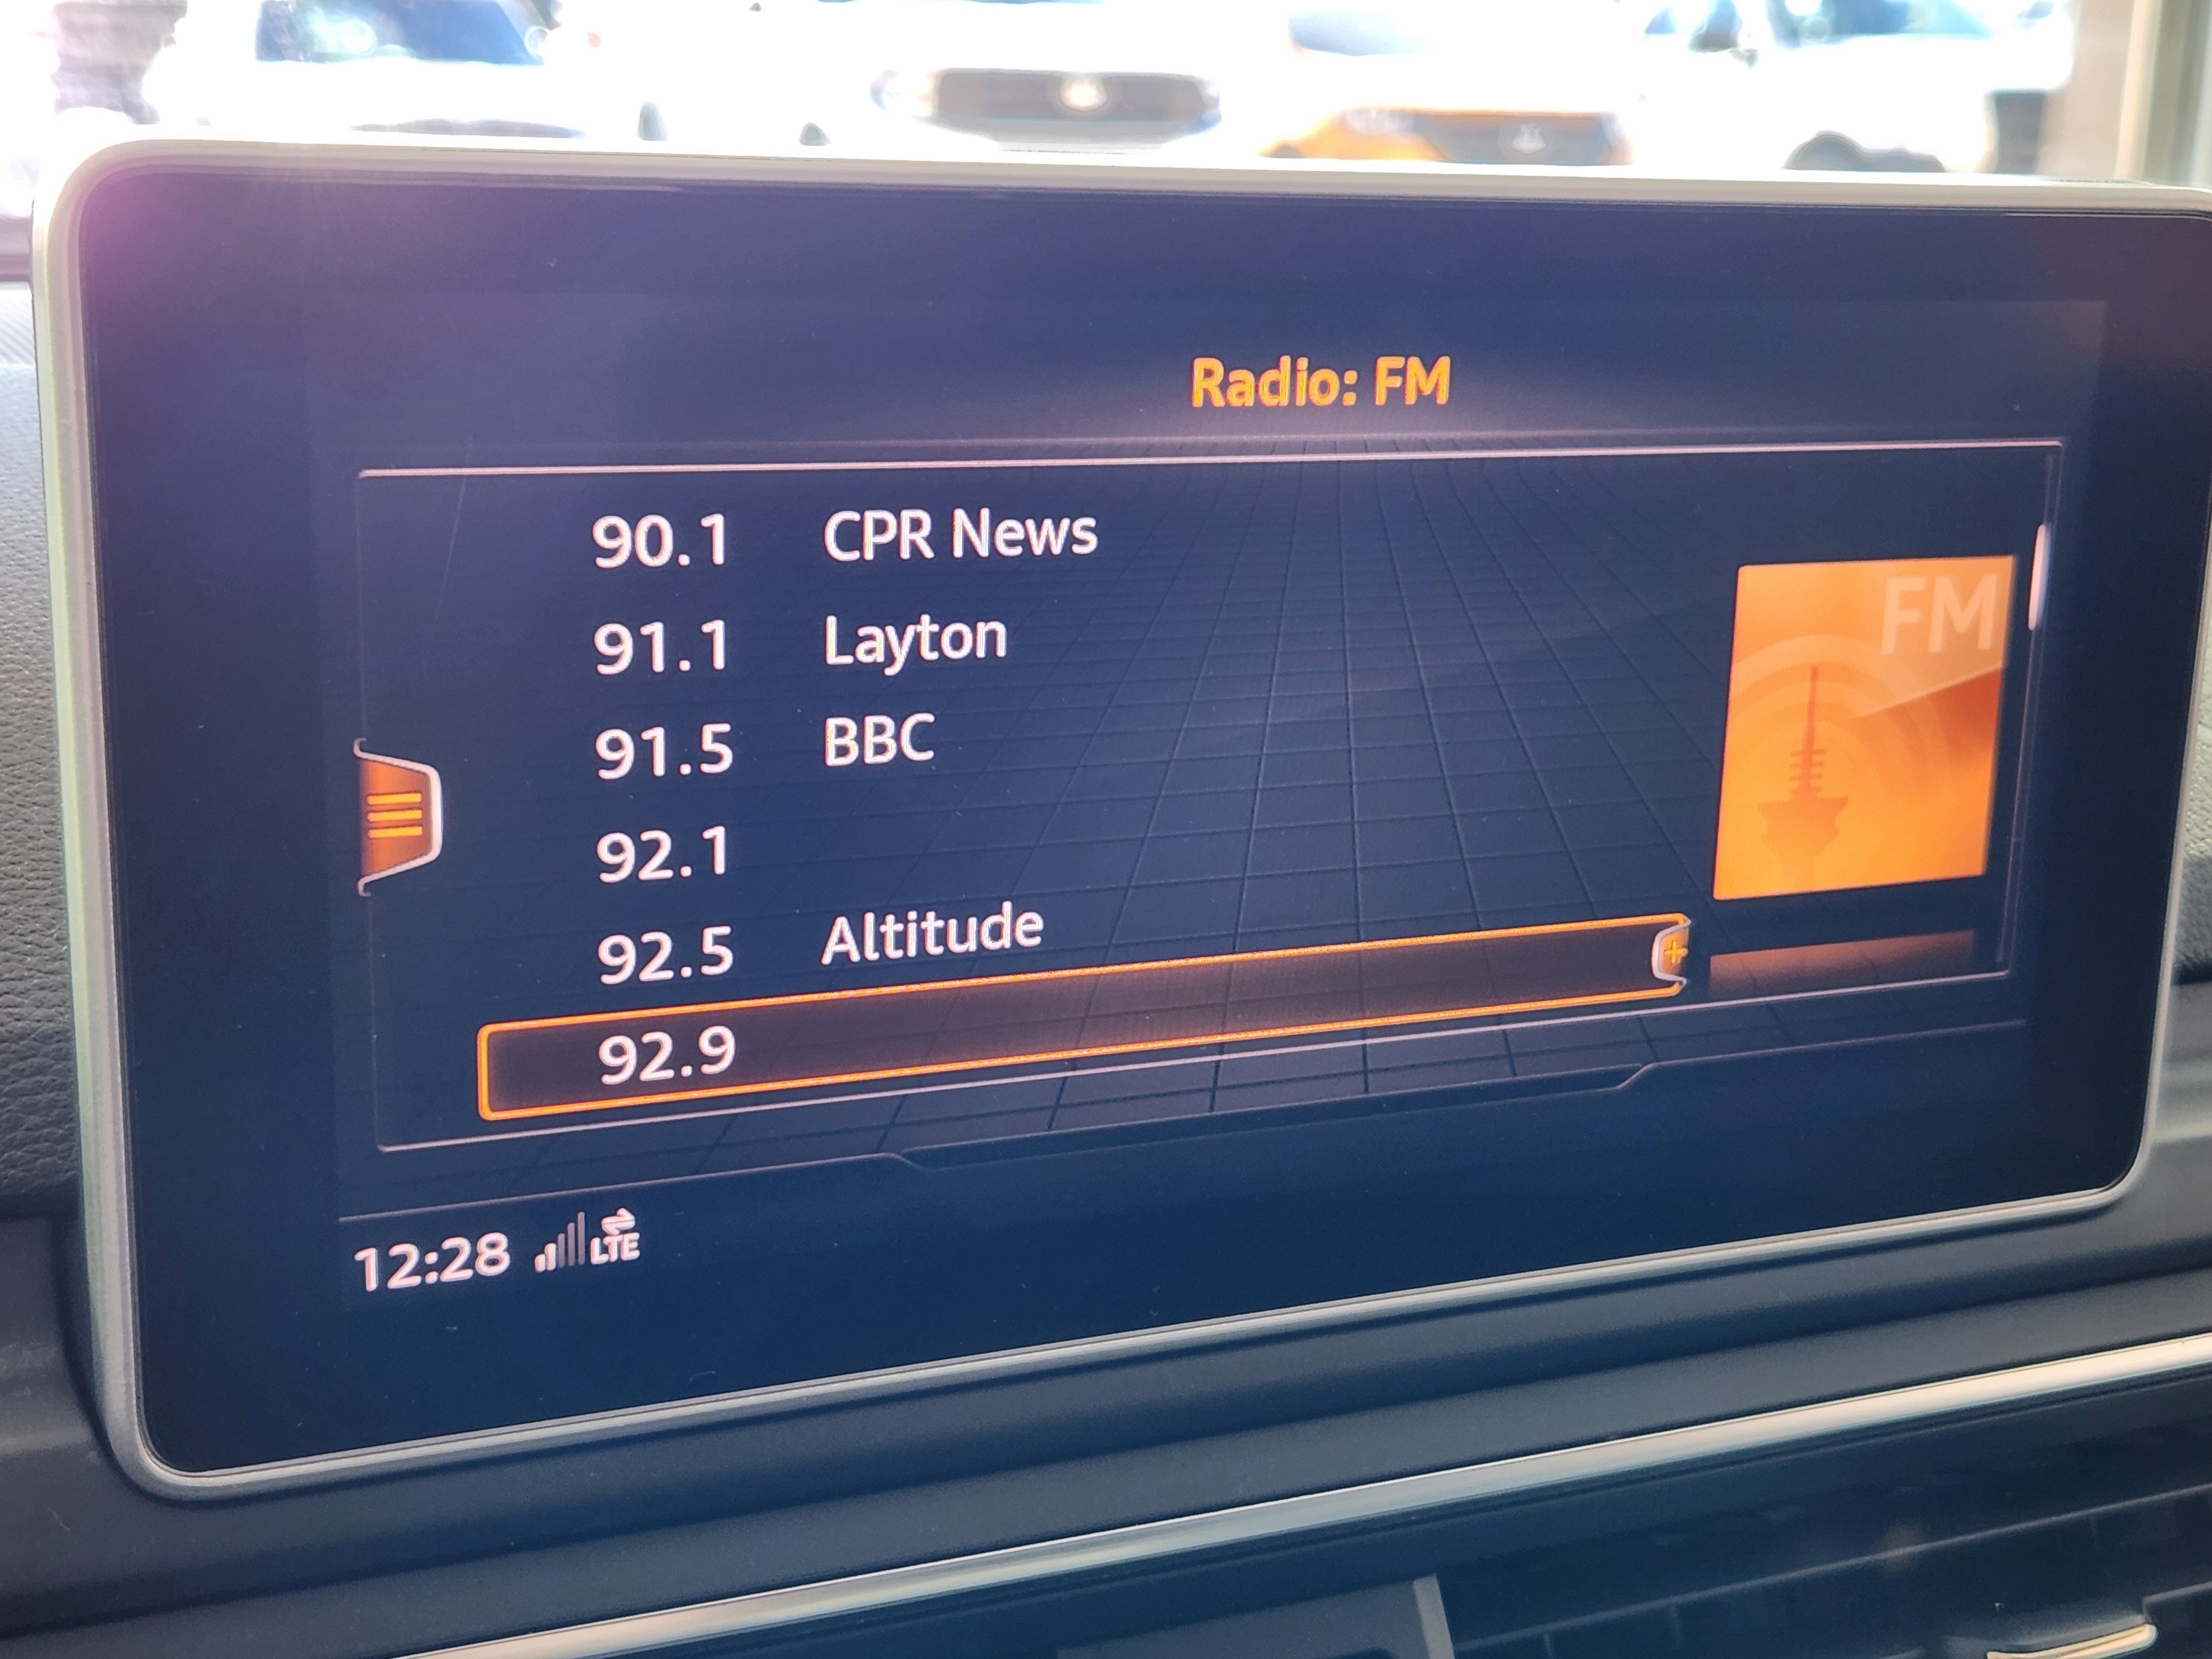 Radio: FM
90.1 CPR News
91.1 Layton
91.5 BBC
92.1
92.5 Altitude
92.9
FM
12:28 LTE